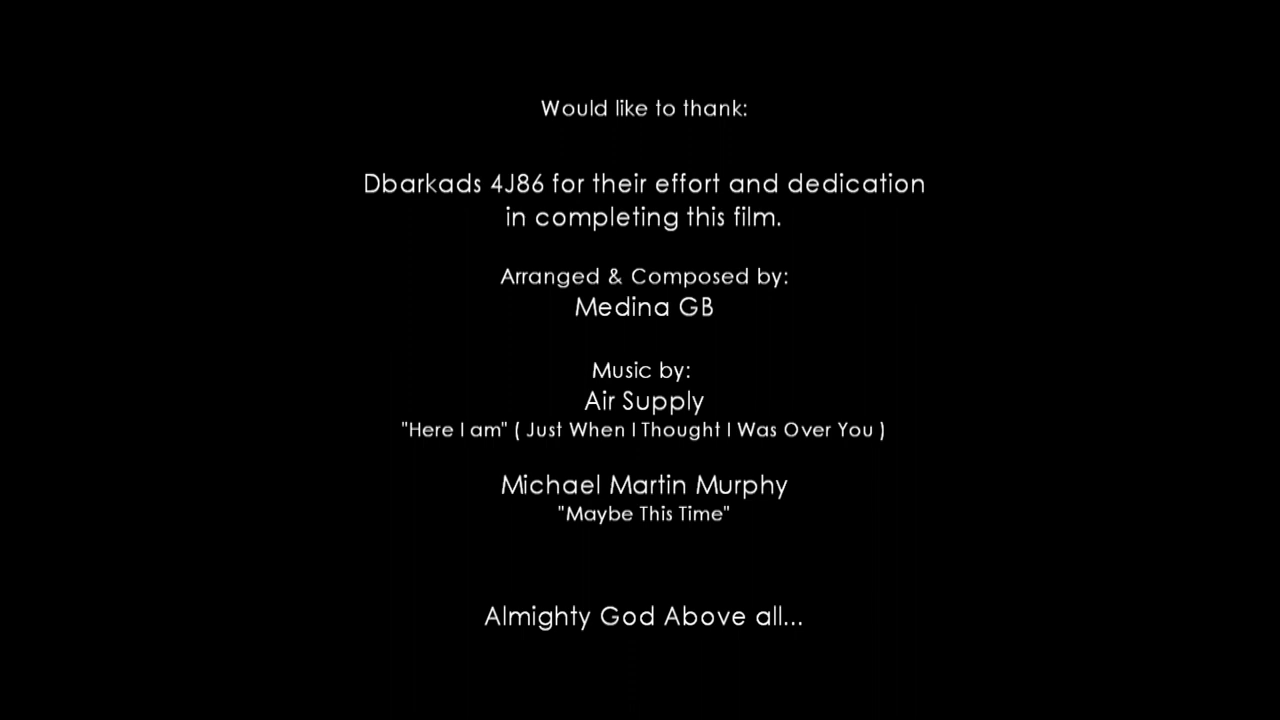 Would like to thank:
Dbarkads 4J86 for their effort and dedication
in completing this film.
Arranged & Composed by:
Medina GB
Music by:
Air Supply
"Here I am" ( Just When I Thought I Was Over You )
Michael Martin Murphy
"Maybe This Time"
Almighty God Above all...